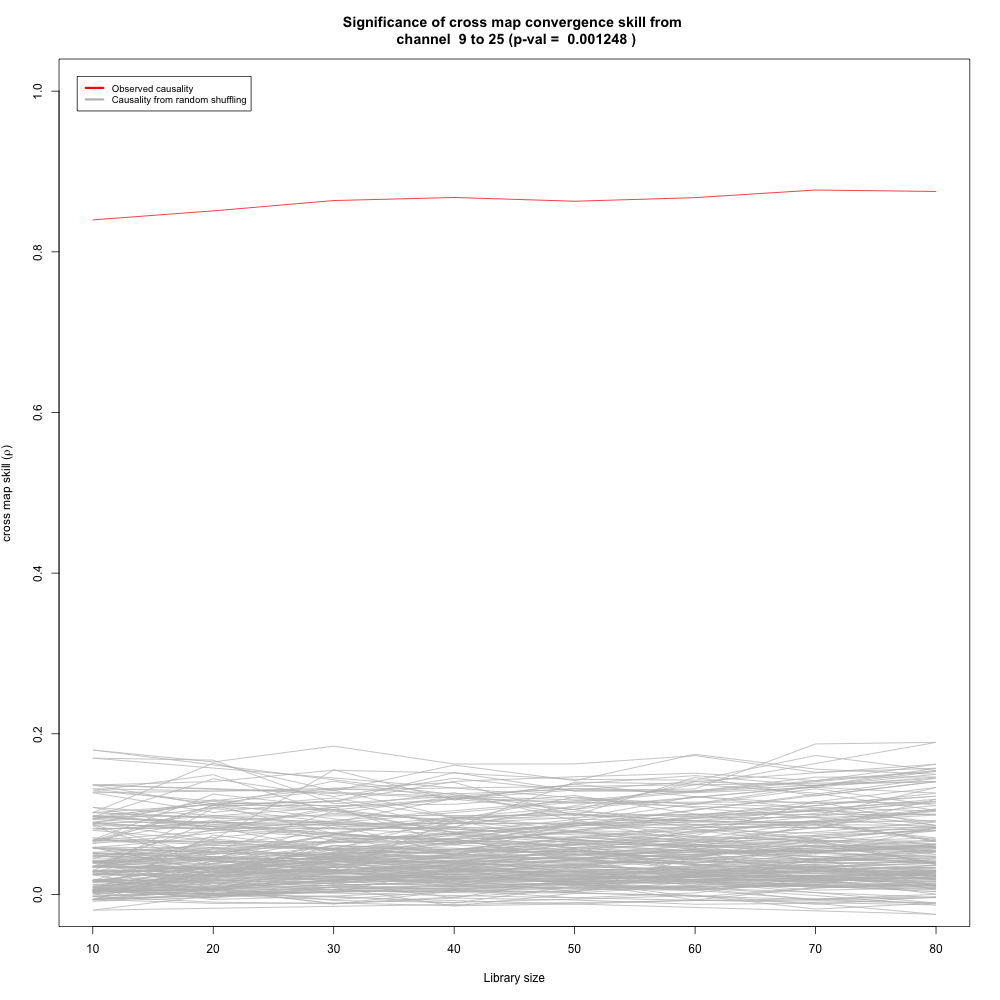 Significance of cross map convergence skill from
channel  9 to 25 (p-val =  0.001248 )
Observed causality
Causality from random shuffling
1.0
0.8
0.6
0.4
0.2
0.0
cross map skill (ρ)
10 20 30 40 50 60 70 80
Library size